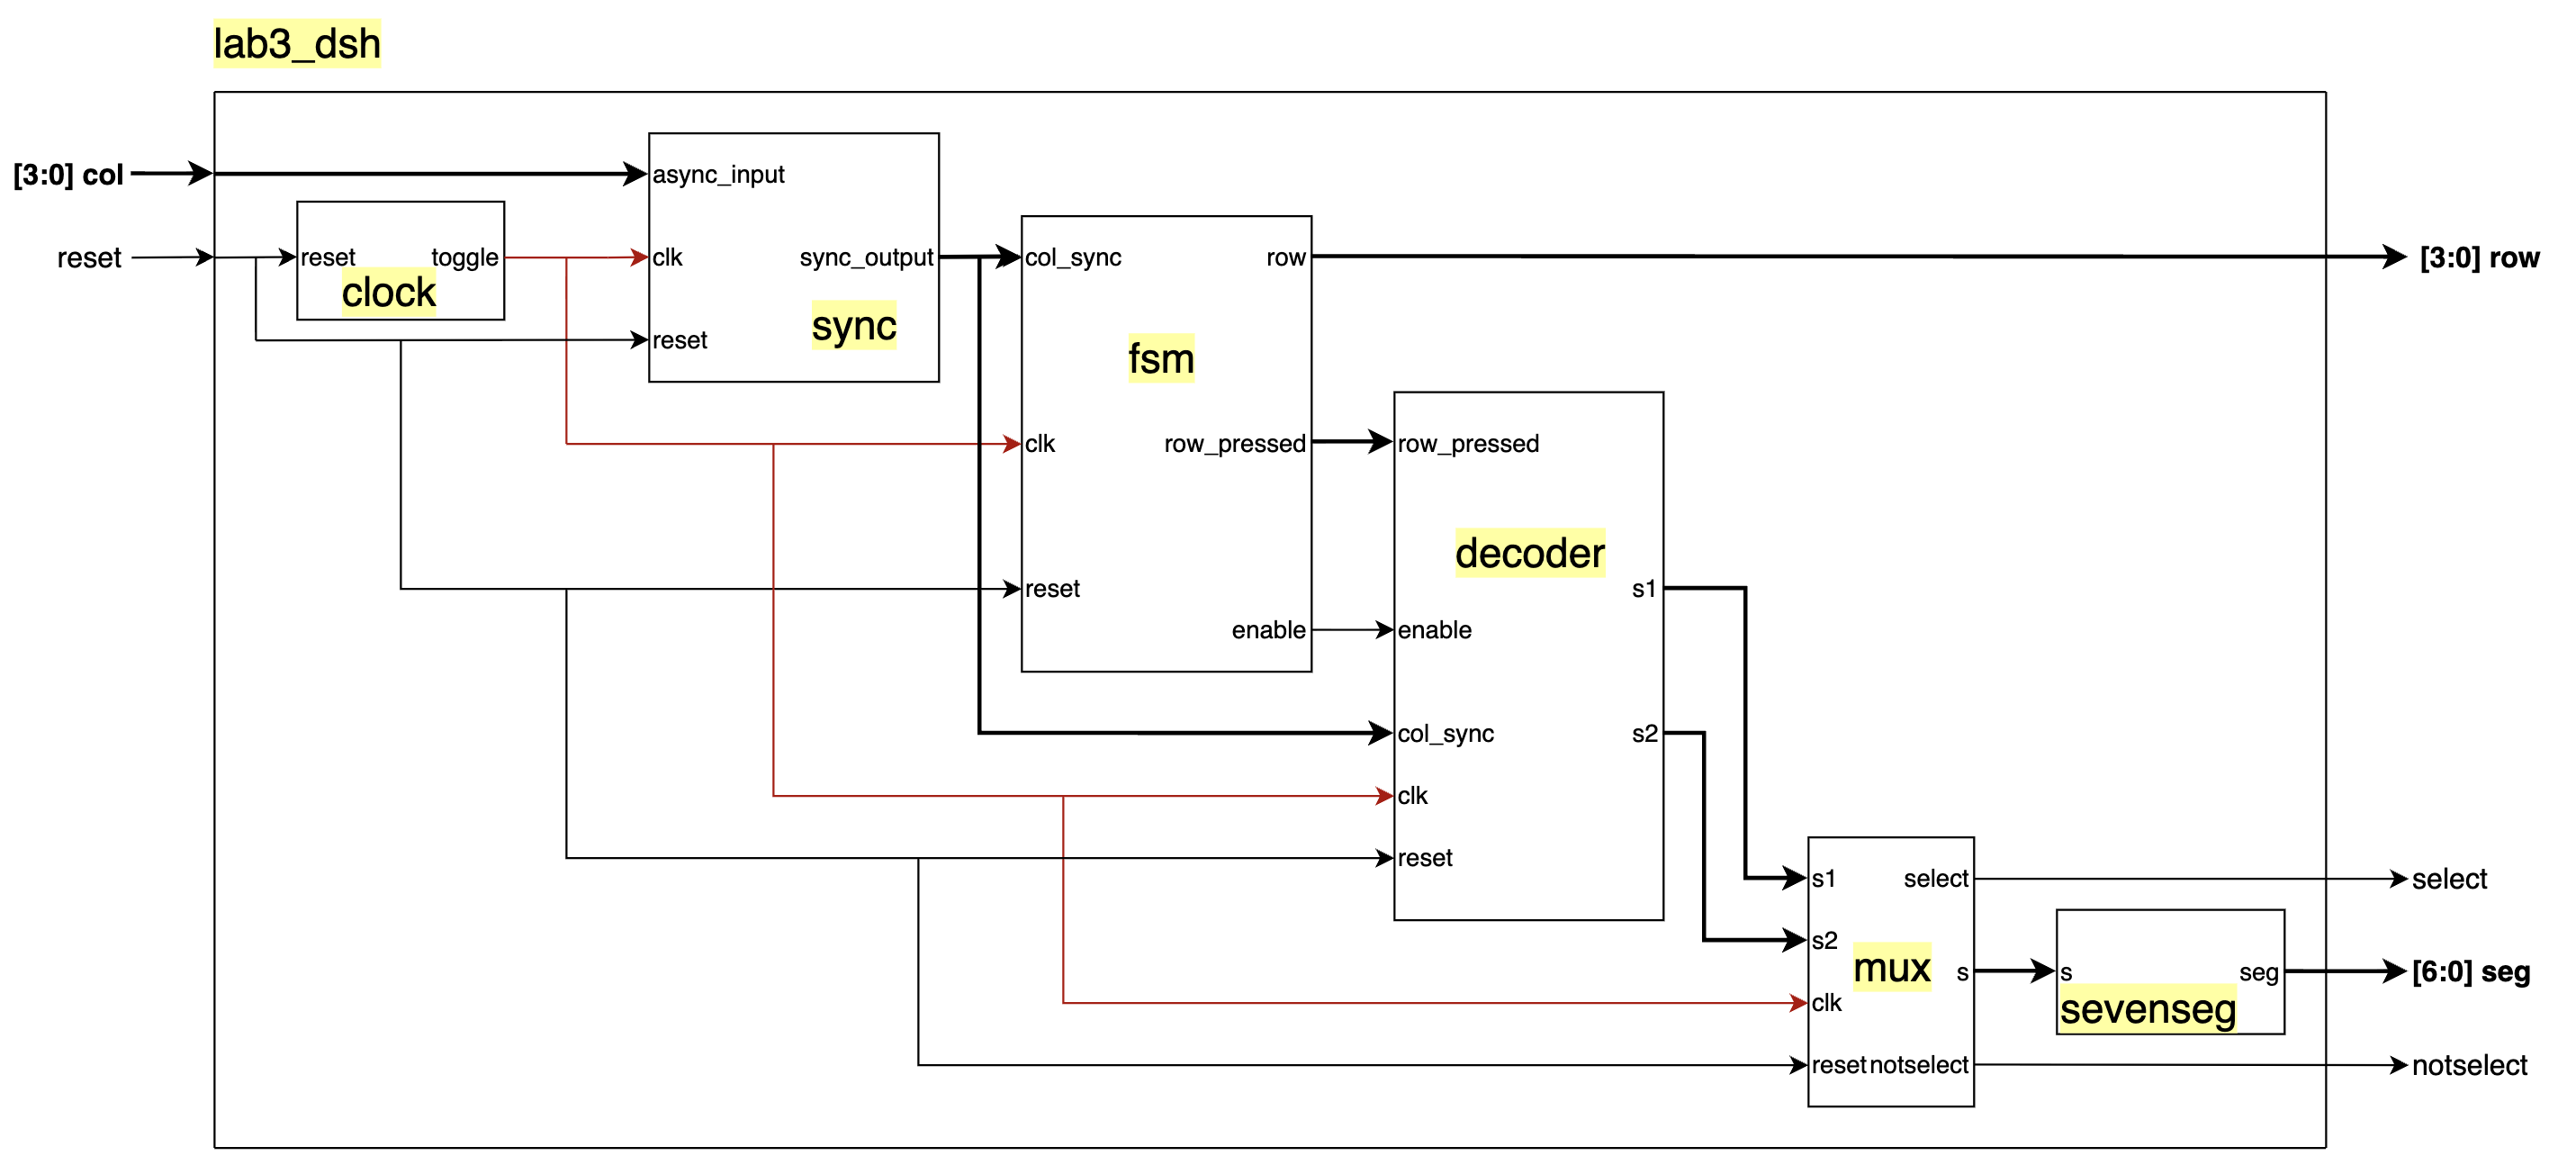 lab3_dsh
[3:0] col
reset
reset
toggle
clock
async_input
clk
sync_output
sync
reset
col_sync
row
fsm
clk
row_pressed
reset
enable
row_pressed
decoder
s1
enable
col_sync
s2
clk
reset
s1
select
s2
mux
s
clk
reset
notselect
s
seg
sevenseg
[3:0] row
select
[6:0] seg
notselect